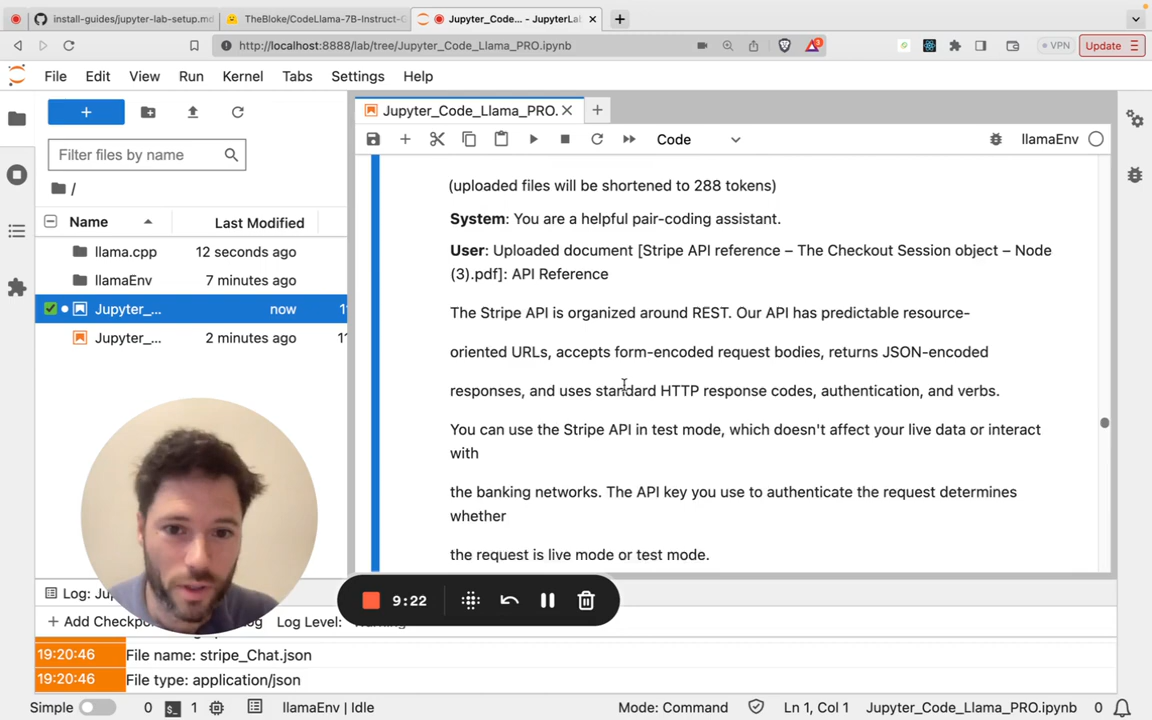 install-guides/jupyter-lab-setup.md
TheBloke/CodeLlama-7B-Instruct-
Jupyter_Code... - JupyterLab
http://localhost:8888/lab/tree/Jupyter_Code_Llama_PRO.ipynb
VPN
Update
File Edit View Run Kernel Tabs Settings Help
Jupyter_Code_Llama_PRO.
Filter files by name
Code
llamaEnv
/
Name
Last Modified
llama.cpp 12 seconds ago
llamaEnv 7 minutes ago
Jupyter_... now
Jupyter_... 2 minutes ago
(uploaded files will be shortened to 288 tokens)
System: You are a helpful pair-coding assistant.
User: Uploaded document [Stripe API reference – The Checkout Session object – Node
(3).pdf]: API Reference
The Stripe API is organized around REST. Our API has predictable resource-
oriented URLs, accepts form-encoded request bodies, returns JSON-encoded
responses, and uses standard HTTP response codes, authentication, and verbs.
You can use the Stripe API in test mode, which doesn't affect your live data or interact
with
the banking networks. The API key you use to authenticate the request determines
whether
the request is live mode or test mode.
9:22
Log: Ju
+ Add Checkpo
Log Level:
19:20:46 File name: stripe_Chat.json
19:20:46 File type: application/json
Simple 0 1 llamaEnv | Idle Mode: Command Ln 1, Col 1 Jupyter_Code_Llama_PRO.ipynb 0